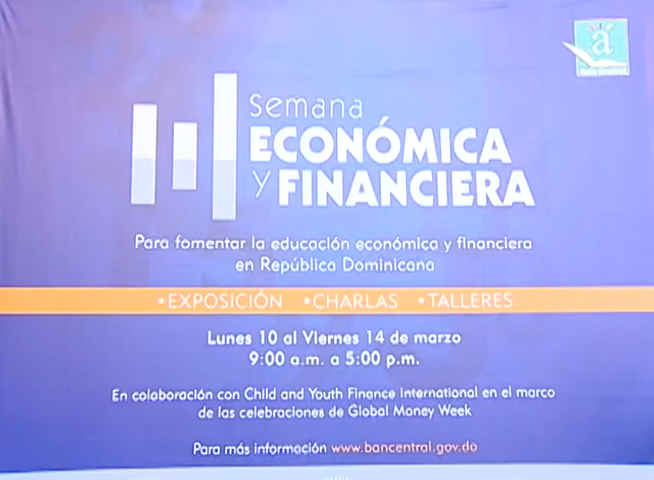 Semana
ECONÓMICA
y FINANCIERA
Para fomentar la educación económica y financiera
en República Dominicana
•EXPOSICIÓN •CHARLAS •TALLERES
Lunes 10 al Viernes 14 de marzo
9:00 a.m. a 5:00 p.m.
En colaboración con Child and Youth Finance International en el marco
de las celebraciones de Global Money Week
Para más información www.bancentral.gov.do